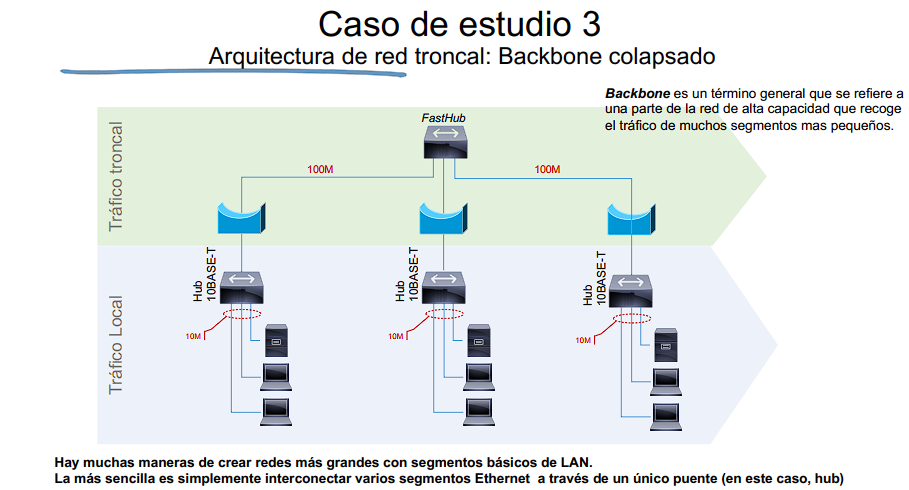 Caso de estudio 3
Arquitectura de red troncal: Backbone colapsado
Backbone es un término general que se refiere a
una parte de la red de alta capacidad que recoge
el tráfico de muchos segmentos mas pequeños.
Tráfico troncal
FastHub
100M
100M
Tráfico Local
Hub
10BASE-T
Hub
10BASE-T
Hub
10BASE-T
10M
10M
10M
Hay muchas maneras de crear redes más grandes con segmentos básicos de LAN.
La más sencilla es simplemente interconectar varios segmentos Ethernet a través de un único puente (en este caso, hub)